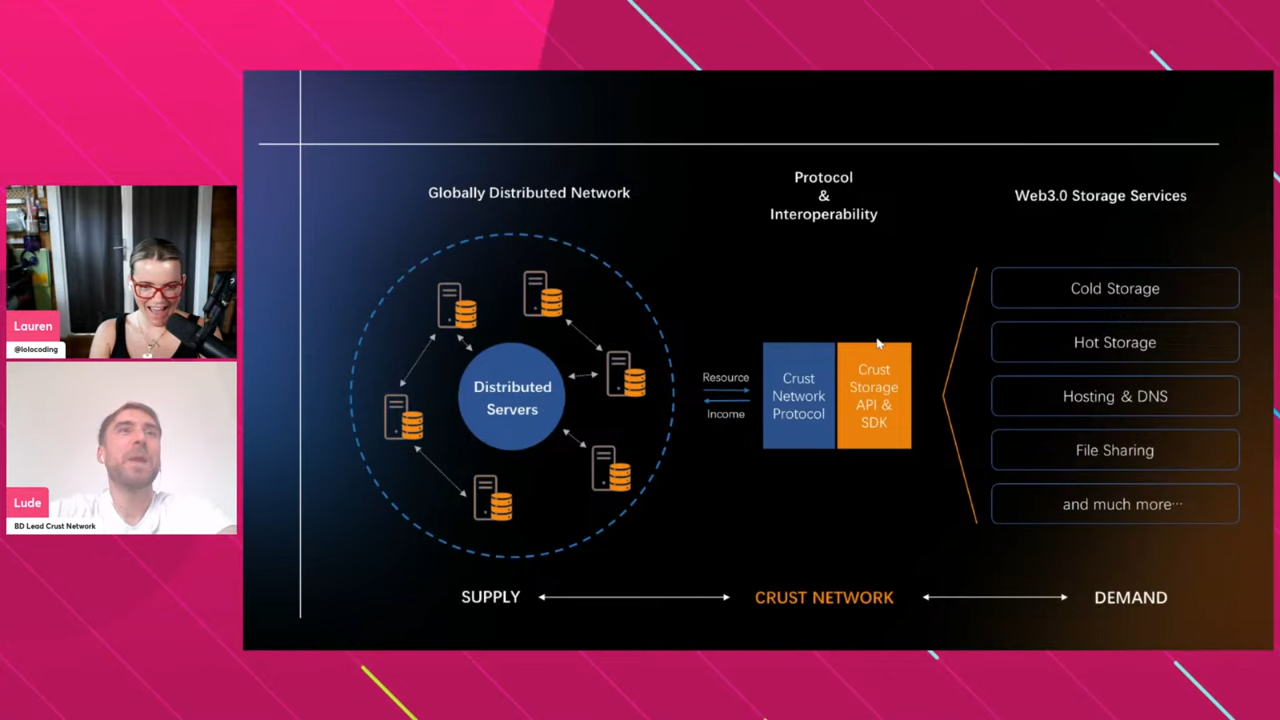 Globally Distributed Network
Protocol
&
Interoperability
Web3.0 Storage Services
Distributed
Servers
Resource
Income
Crust
Network
Protocol
Crust
Storage
API &
SDK
Cold Storage
Hot Storage
Hosting & DNS
File Sharing
and much more···
SUPPLY
CRUST NETWORK
DEMAND
Lauren
@lolocoding
Lude
BD Lead Crust Network